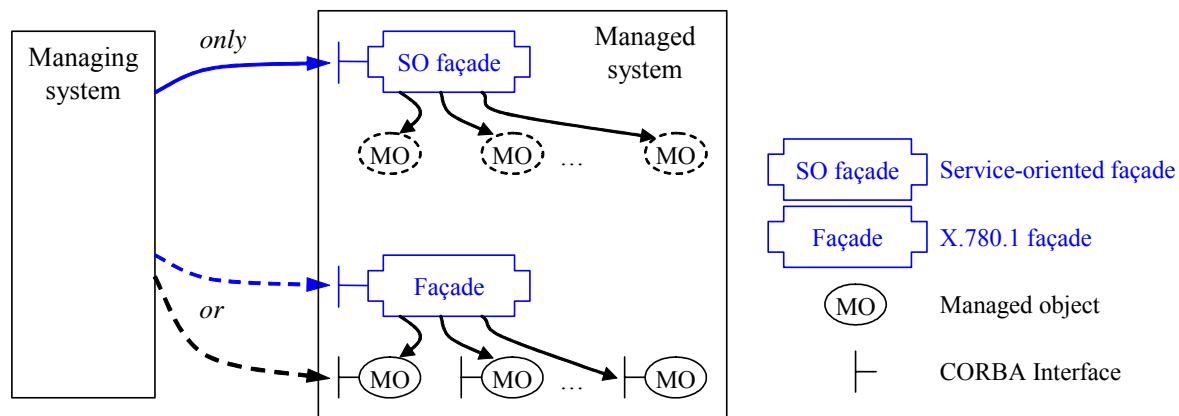 Managing
system
only
Managed
system
SO façade
MO
MO
…
MO
or
Façade
MO
MO
…
MO
SO façade
Service-oriented façade
Façade
X.780.1 façade
MO
Managed object
CORBA Interface